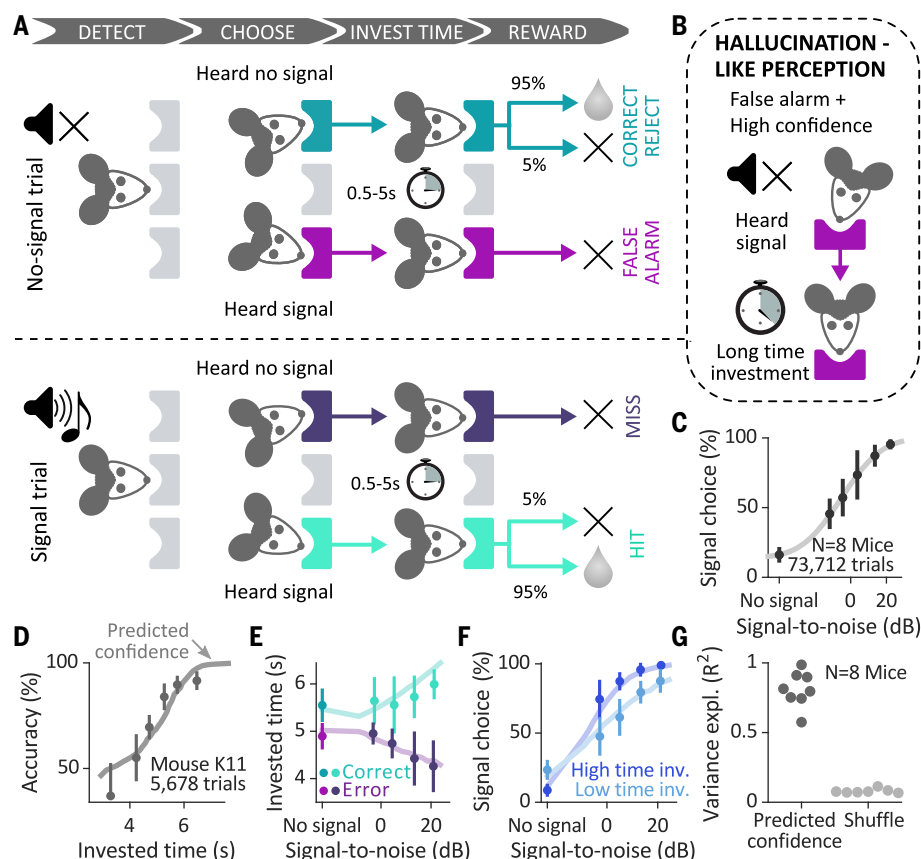 A
DETECT
CHOOSE
INVEST TIME
REWARD
No-signal trial
Heard no signal
95%
5%
CORRECT
REJECT
0.5-5s
FALSE
ALARM
Heard signal
Signal trial
Heard no signal
MISS
0.5-5s
5%
HIT
95%
Heard signal
B
HALLUCINATION -
LIKE PERCEPTION
False alarm +
High confidence
Heard
signal
Long time
investment
C
Signal choice (%)
100
50
0
N=8 Mice
73,712 trials
No signal
0
20
Signal-to-noise (dB)
D
Predicted
confidence
Accuracy (%)
100
50
Mouse K11
5,678 trials
4
6
Invested time (s)
E
Invested time (s)
6
5
4
Correct
Error
No signal
0
20
Signal-to-noise (dB)
F
Signal choice (%)
100
50
0
High time inv.
Low time inv.
No signal
0
20
Signal-to-noise (dB)
G
Variance expl. (R²)
1
0.5
0
N=8 Mice
Predicted
confidence
Shuffle